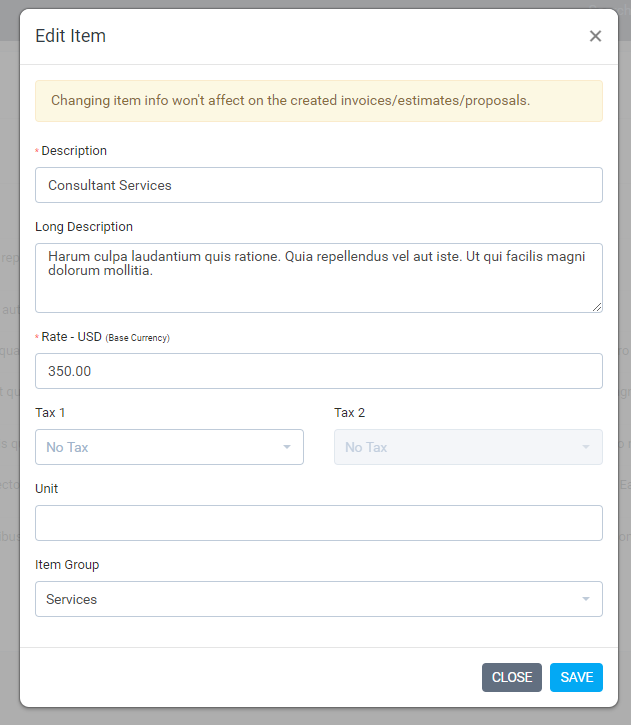 Edit Item
×
Changing item info won't affect on the created invoices/estimates/proposals.
* Description
Consultant Services
Long Description
Harum culpa laudantium quis ratione. Quia repellendus vel aut iste. Ut qui facilis magni
dolorum mollitia.
* Rate - USD (Base Currency)
350.00
Tax 1 Tax 2
No Tax No Tax
Unit
Item Group
Services
CLOSE SAVE